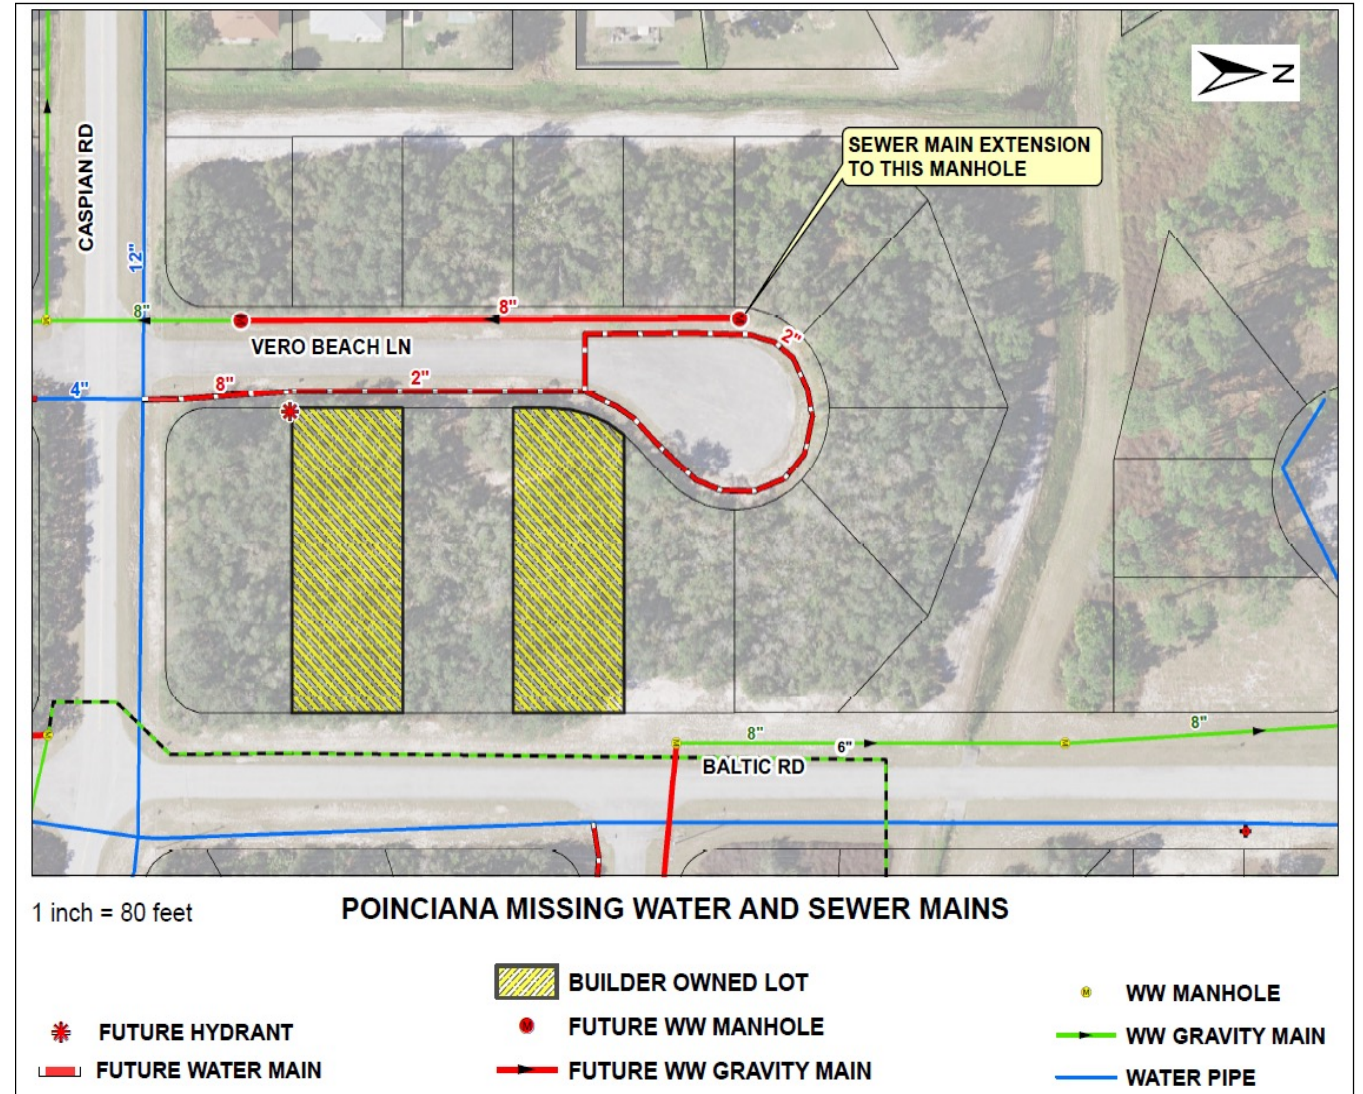 N
SEWER MAIN EXTENSION
TO THIS MANHOLE
CASPIAN RD
12"
8"
8"
VERO BEACH LN
2"
4"
8"
2"
8"
8"
6"
BALTIC RD
1 inch = 80 feet
POINCIANA MISSING WATER AND SEWER MAINS
BUILDER OWNED LOT
WW MANHOLE
FUTURE HYDRANT
FUTURE WW MANHOLE
WW GRAVITY MAIN
FUTURE WATER MAIN
FUTURE WW GRAVITY MAIN
WATER PIPE